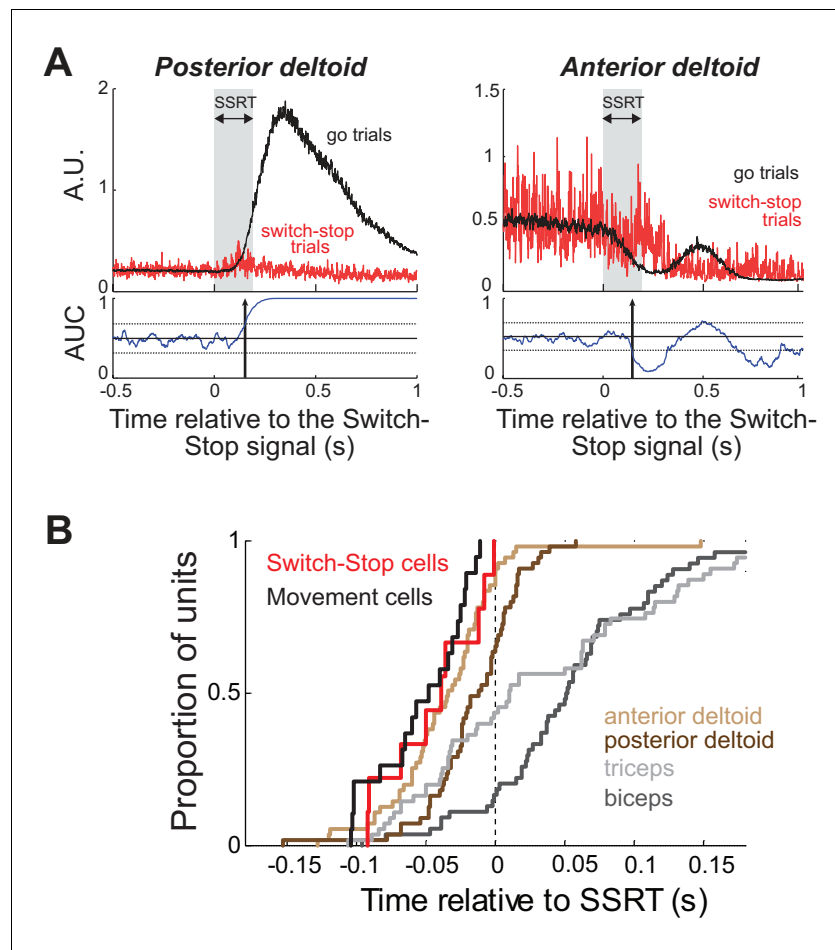 A
Posterior deltoid
Anterior deltoid
2
1
0
A.U.
SSRT
go trials
switch-stop
trials
1.5
1
0.5
0
SSRT
go trials
switch-stop
trials
1
0
AUC
-0.5
0
0.5
1
Time relative to the Switch-
Stop signal (s)
1
0
-0.5
0
0.5
1
Time relative to the Switch-
Stop signal (s)
B
1
0.5
0
Proportion of units
Switch-Stop cells
Movement cells
anterior deltoid
posterior deltoid
triceps
biceps
-0.15
-0.1
-0.05
0
0.05
0.1
0.15
Time relative to SSRT (s)